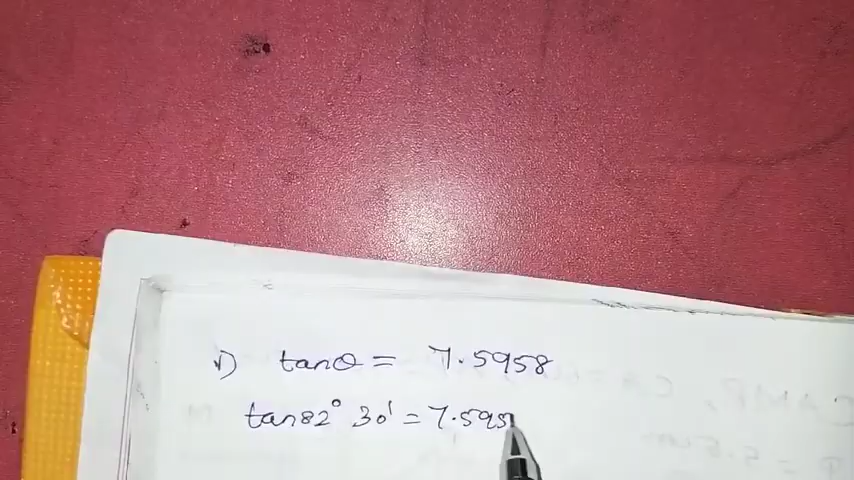 v) tanθ = 7.5958
tan82° 30' = 7.595